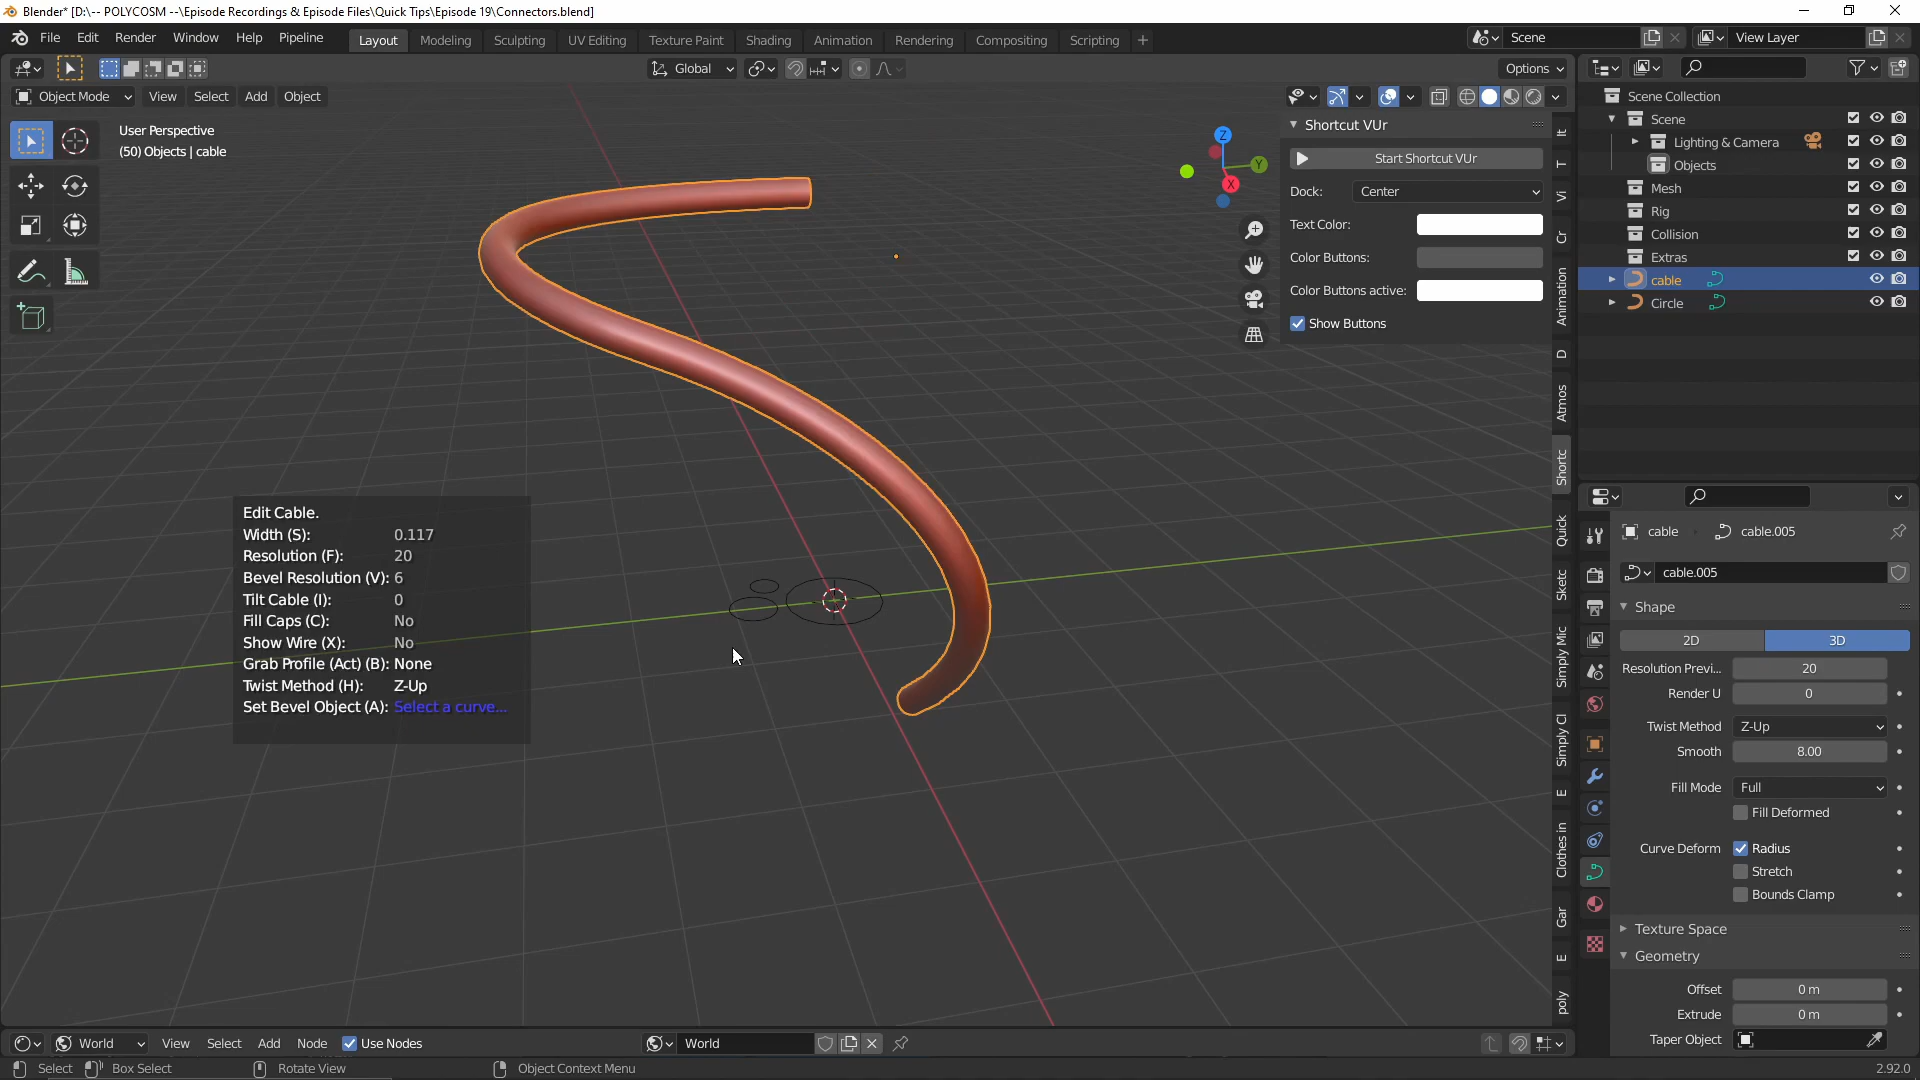 Blender* [D:\-- POLYCOSM --\Episode Recordings & Episode Files\Quick Tips\Episode 19\Connectors.blend]
File Edit Render Window Help Pipeline Layout Modeling Sculpting UV Editing Texture Paint Shading Animation Rendering Compositing Scripting + Scene View Layer
Global Options
Object Mode View Select Add Object
User Perspective
(50) Objects | cable
Z
Y
X
Shortcut VUr
Start Shortcut VUr
Dock: Center
Text Color:
Color Buttons:
Color Buttons active:
Show Buttons
It
T
Vi
Cr
Animation
D
Atmos
Shortc
Quick
Sketc
Simply Mic
Simply Cl
E
Clothes in
Gar
E
poly
Scene Collection
Scene
Lighting & Camera
Objects
Mesh
Rig
Collision
Extras
cable
Circle
Edit Cable.
Width (S): 0.117
Resolution (F): 20
Bevel Resolution (V): 6
Tilt Cable (I): 0
Fill Caps (C): No
Show Wire (X): No
Grab Profile (Act) (B): None
Twist Method (H): Z-Up
Set Bevel Object (A): Select a curve...
cable cable.005
cable.005
Shape
2D 3D
Resolution Previ... 20
Render U 0
Twist Method Z-Up
Smooth 8.00
Fill Mode Full
Fill Deformed
Curve Deform Radius
Stretch
Bounds Clamp
Texture Space
Geometry
Offset 0 m
Extrude 0 m
Taper Object
World View Select Add Node Use Nodes World
Select Box Select Rotate View Object Context Menu 2.92.0